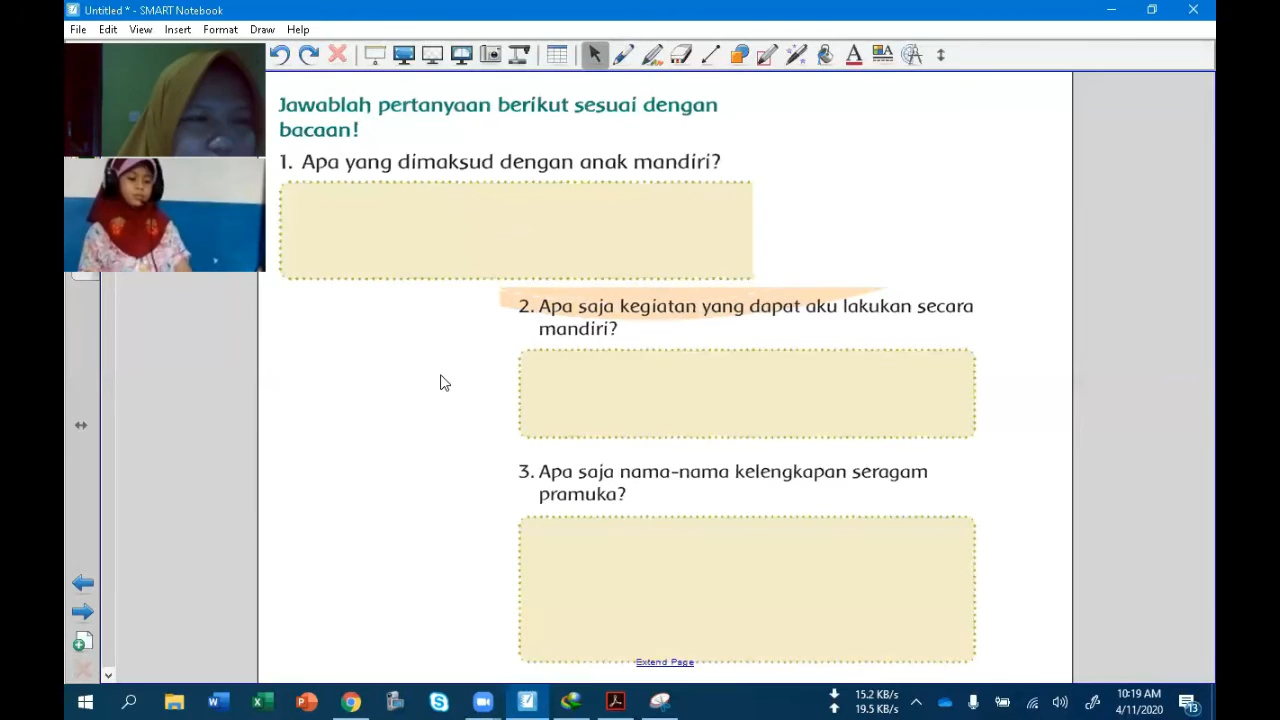 Untitled * - SMART Notebook
File Edit View Insert Format Draw Help
Jawablah pertanyaan berikut sesuai dengan
bacaan!
1. Apa yang dimaksud dengan anak mandiri?
2. Apa saja kegiatan yang dapat aku lakukan secara
mandiri?
3. Apa saja nama-nama kelengkapan seragam
pramuka?
Extend Page
15.2 KB/s
19.5 KB/s
10:19 AM
4/11/2020
13